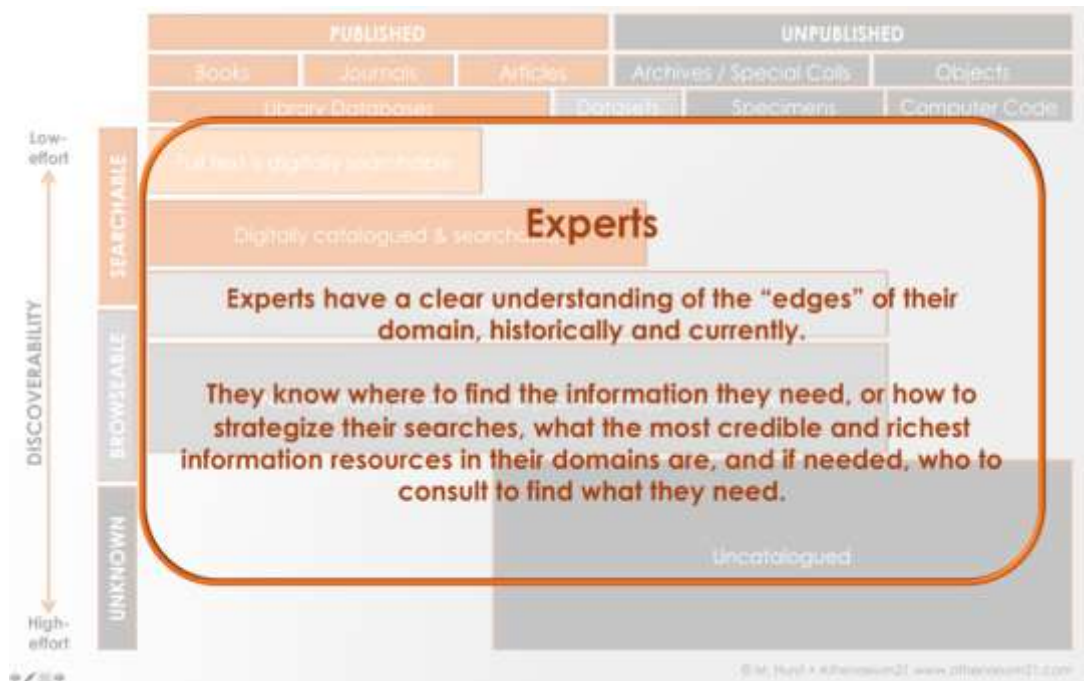 PUBLISHED UNPUBLISHED
Books Journals Articles Archives / Special Colls Objects
Library Databases Datasets Specimens Computer Code
Low-
effort
SEARCHABLE
Full text is digitally searchable
Digitally catalogued &
Experts
DISCOVERABILITY
BROWSEABLE
Experts have a clear understanding of the “edges” of their
domain, historically and currently.
They know where to find the information they need, or how to
strategize their searches, what the most credible and richest
information resources in their domains are, and if needed, who to
consult to find what they need.
UNKNOWN
Uncatalogued
High-
effort